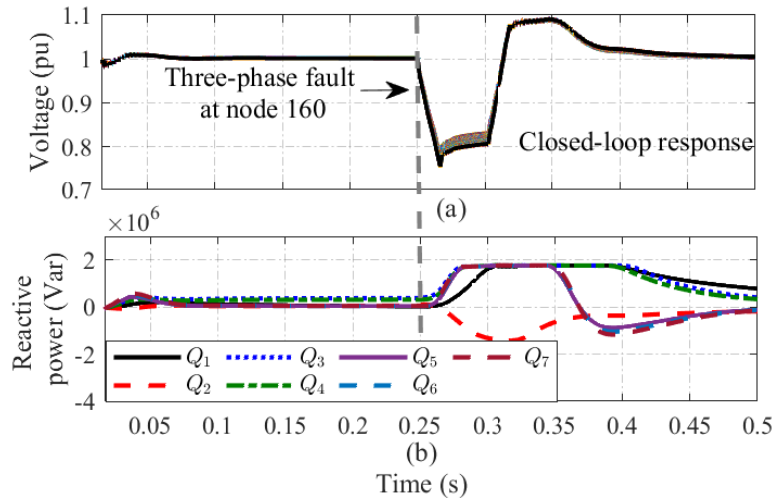 1.1
1
0.9
0.8
0.7
Voltage (pu)
Three-phase fault
at node 160
Closed-loop response
(a)
×10⁶
2
0
-2
-4
Reactive
power (Var)
Q₁ Q₃ Q₅ Q₇
Q₂ Q₄ Q₆
0.05 0.1 0.15 0.2 0.25 0.3 0.35 0.4 0.45 0.5
(b)
Time (s)